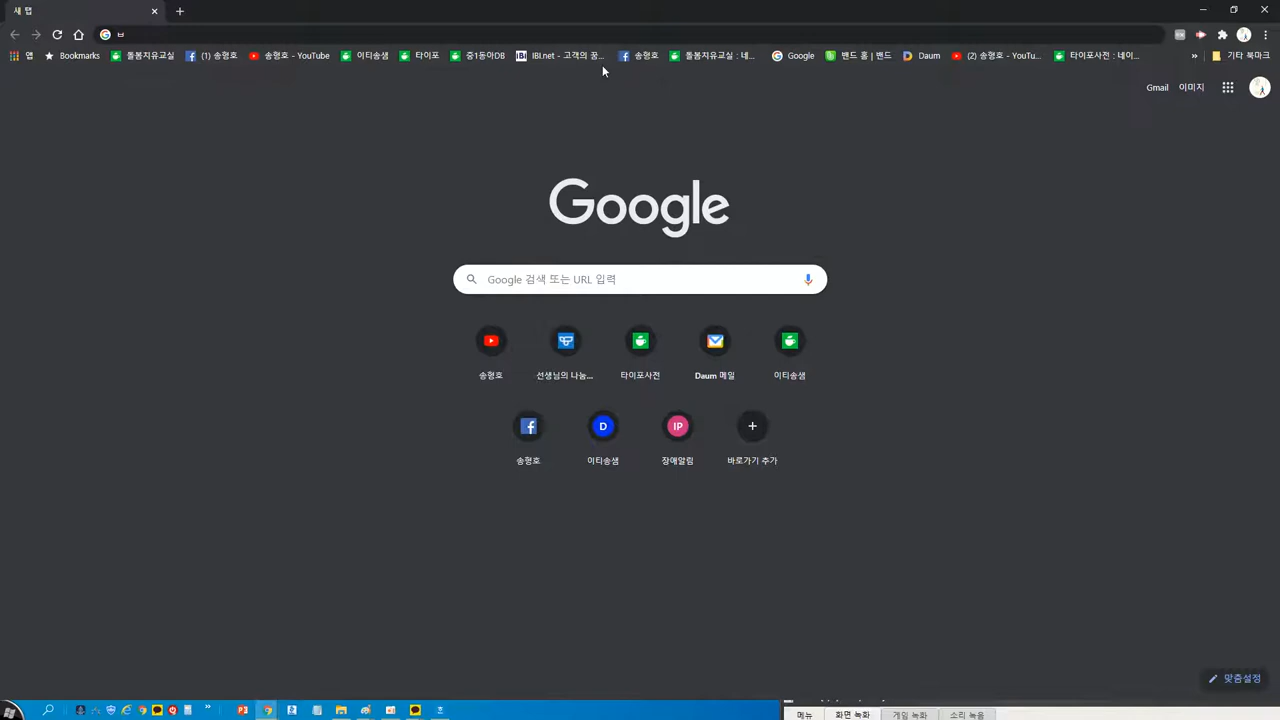 새 탭
ㅂ
앱
Bookmarks
돌봄치유교실
(1) 송형호
송형호 - YouTube
이티송샘
타이포
중1동아DB
IBI.net - 고객의 꿈...
송형호
돌봄치유교실 : 네...
Google
밴드 홈 | 밴드
Daum
(2) 송형호 - YouTu...
타이포사전 : 네이...
»
기타 북마크
Gmail
이미지
Google
Google 검색 또는 URL 입력
송형호
선생님의 나눔...
타이포사전
Daum 메일
이티송샘
D
IP
송형호
이티송샘
장애알림
바로가기 추가
맞춤설정
메뉴
화면 녹화
게임 녹화
소리 녹음